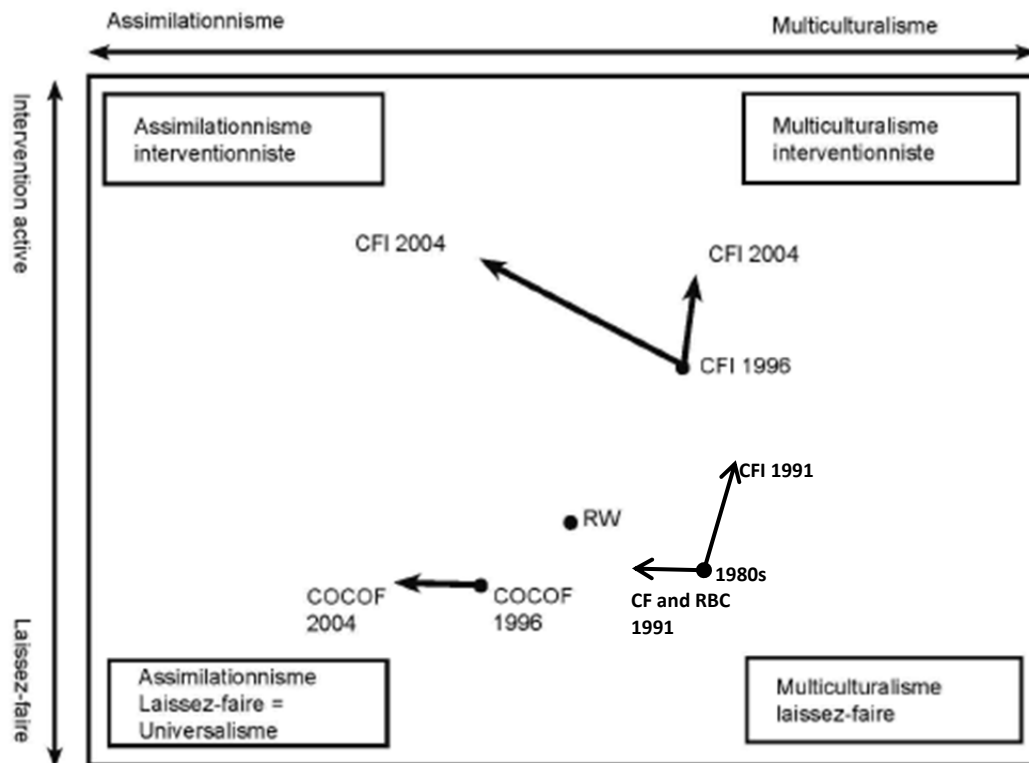 Assimilationnisme
Multiculturalisme
Intervention active
Laissez-faire
Assimilationnisme
interventionniste
Multiculturalisme
interventionniste
CFI 2004
CFI 2004
CFI 1996
CFI 1991
RW
1980s
CF and RBC
1991
COCOF
2004
COCOF
1996
Assimilationnisme
Laissez-faire =
Universalisme
Multiculturalisme
laissez-faire